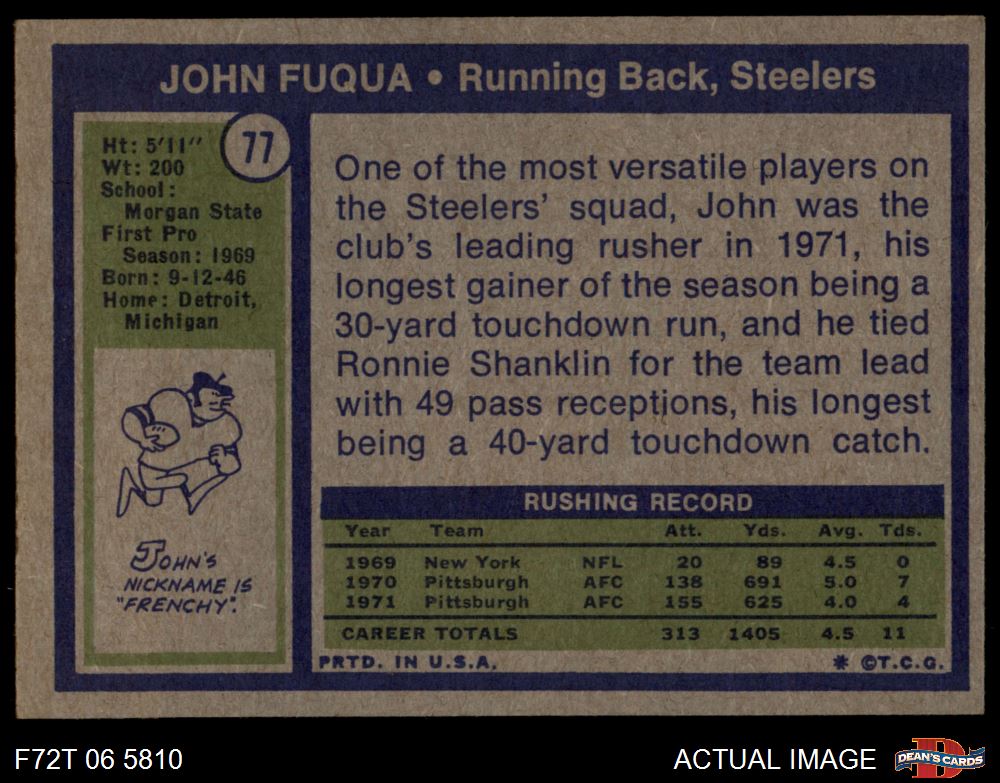 JOHN FUQUA • Running Back, Steelers
77
Ht: 5'11"
Wt: 200
School:
Morgan State
First Pro
Season: 1969
Born: 9-12-46
Home: Detroit,
Michigan
JOHN'S
NICKNAME IS
"FRENCHY".
One of the most versatile players on
the Steelers' squad, John was the
club's leading rusher in 1971, his
longest gainer of the season being a
30-yard touchdown run, and he tied
Ronnie Shanklin for the team lead
with 49 pass receptions, his longest
being a 40-yard touchdown catch.
RUSHING RECORD
Year Team Att. Yds. Avg. Tds.
1969 New York NFL 20 89 4.5 0
1970 Pittsburgh AFC 138 691 5.0 7
1971 Pittsburgh AFC 155 625 4.0 4
CAREER TOTALS 313 1405 4.5 11
PRTD. IN U.S.A. * ©T.C.G.
F72T 06 5810 ACTUAL IMAGE D DEAN'S CARDS